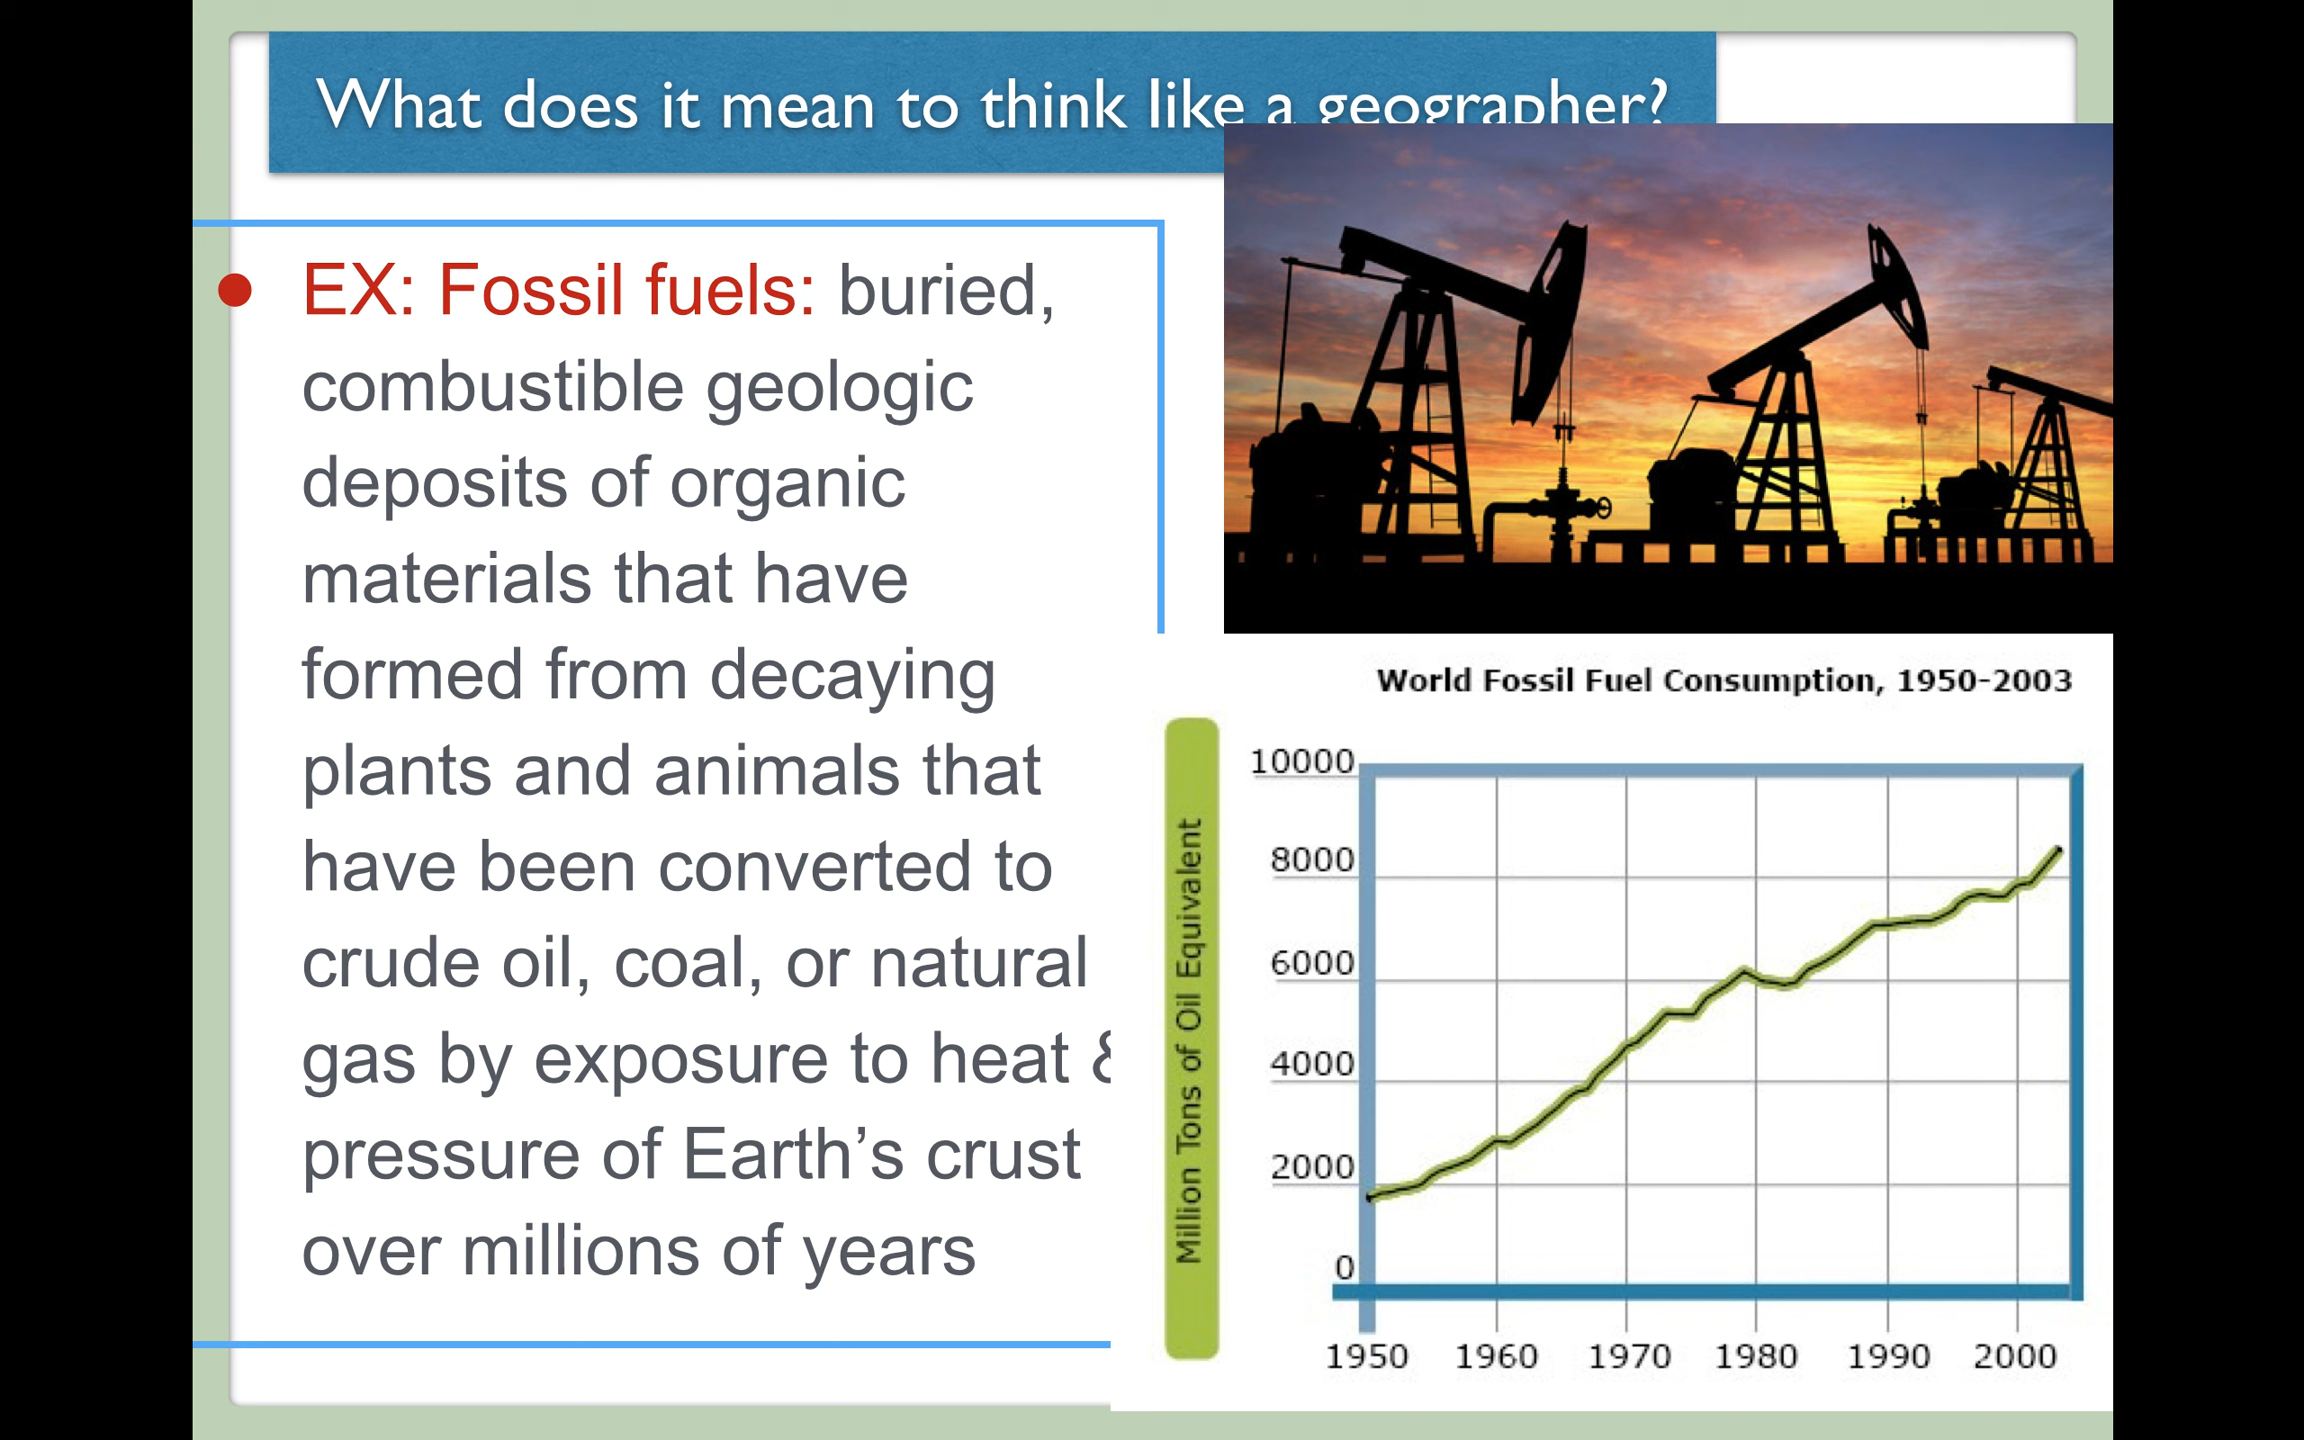 What does it mean to think like a geographer?
• EX: Fossil fuels: buried,
combustible geologic
deposits of organic
materials that have
formed from decaying
plants and animals that
have been converted to
crude oil, coal, or natural
gas by exposure to heat &
pressure of Earth’s crust
over millions of years
World Fossil Fuel Consumption, 1950-2003
Million Tons of Oil Equivalent
10000
8000
6000
4000
2000
0
1950 1960 1970 1980 1990 2000